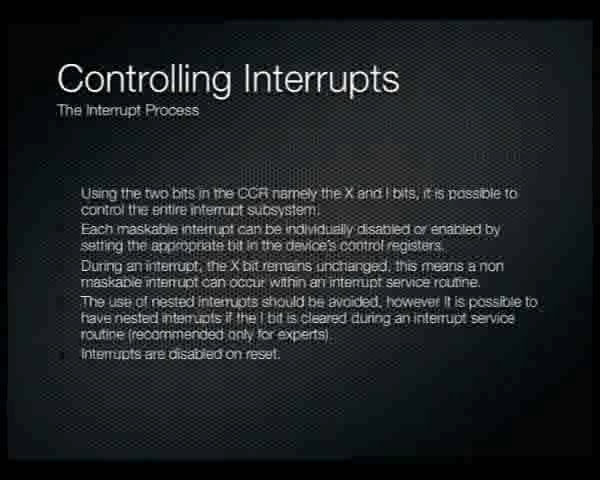 Controlling Interrupts
The Interrupt Process
Using the two bits in the CCR namely the X and I bits, it is possible to
control the entire interrupt subsystem.
Each maskable interrupt can be individually disabled or enabled by
setting the appropriate bit in the device's control registers.
During an interrupt, the X bit remains unchanged, this means a non
maskable interrupt can occur within an interrupt service routine.
The use of nested interrupts should be avoided, however it is possible to
have nested interrupts if the I bit is cleared during an interrupt service
routine (recommended only for experts).
Interrupts are disabled on reset.